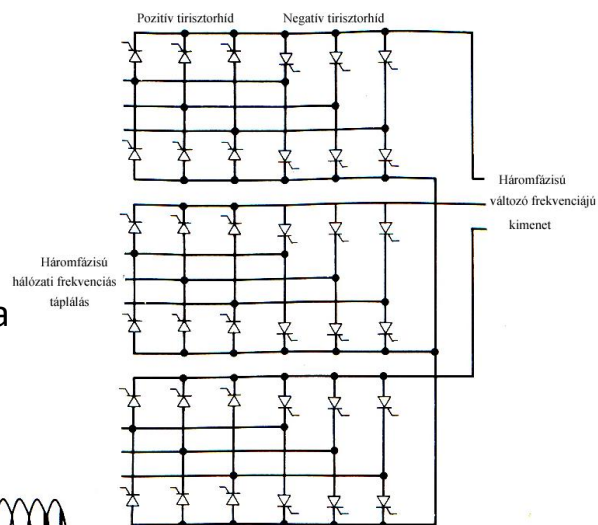 Pozitív tirisztorhíd
Negatív tirisztorhíd
Háromfázisú
változó frekvenciájú
kimenet
Háromfázisú
hálózati frekvenciás
táplálás
a